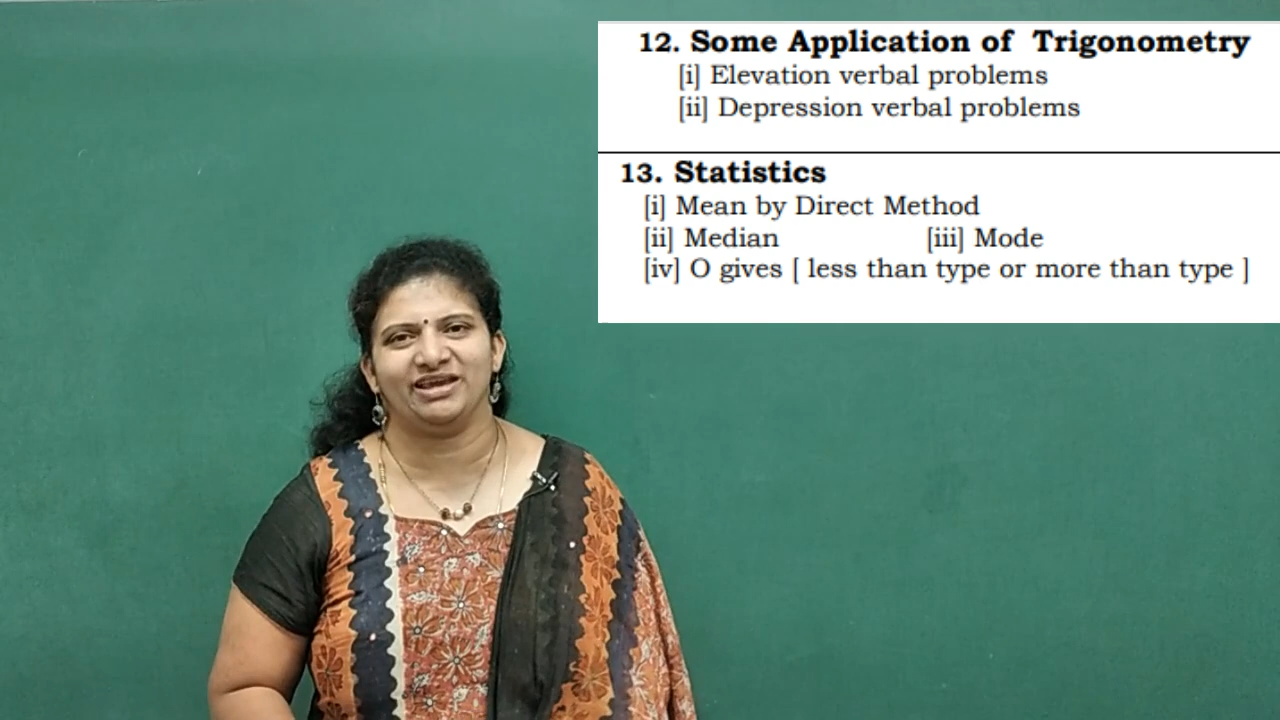 12. Some Application of Trigonometry
[i] Elevation verbal problems
[ii] Depression verbal problems
13. Statistics
[i] Mean by Direct Method
[ii] Median [iii] Mode
[iv] O gives [ less than type or more than type ]